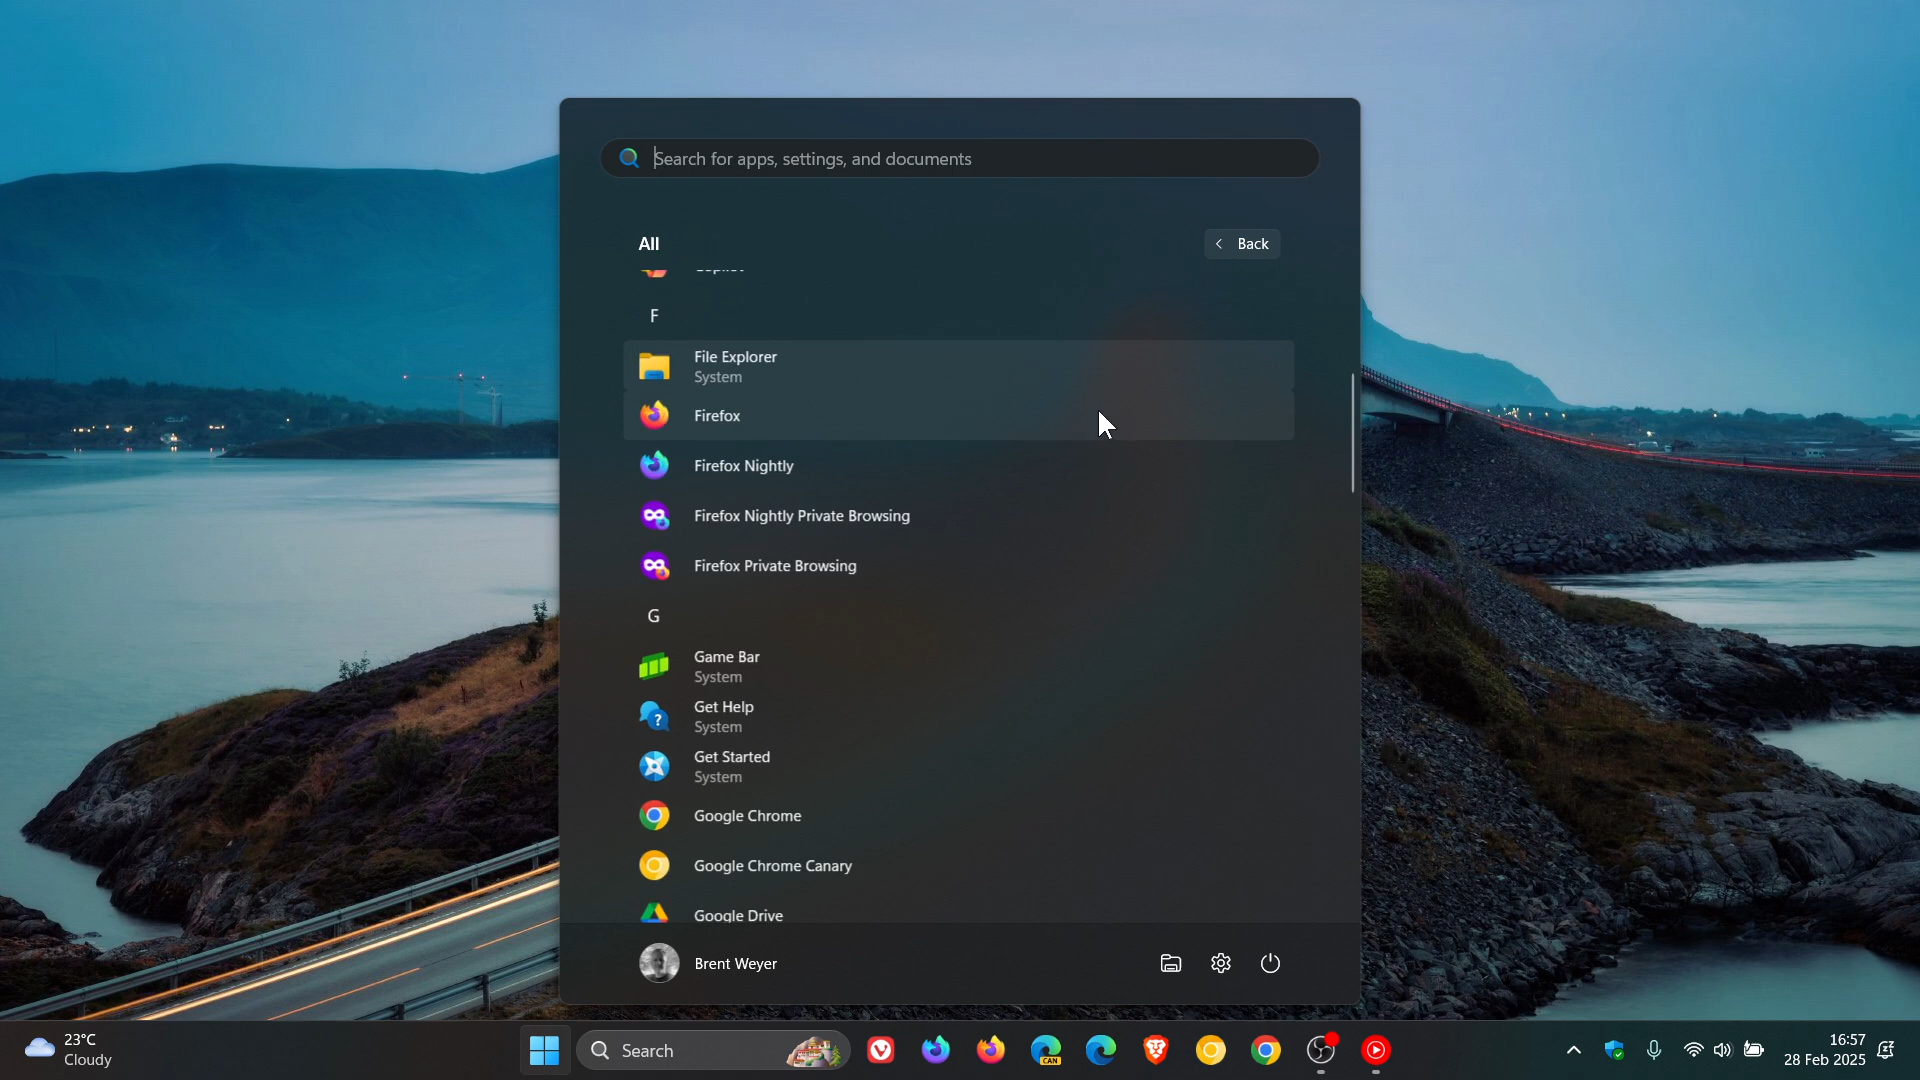 Search for apps, settings, and documents
All
Back
Copilot
F
File Explorer
System
Firefox
Firefox Nightly
Firefox Nightly Private Browsing
Firefox Private Browsing
G
Game Bar
System
Get Help
System
Get Started
System
Google Chrome
Google Chrome Canary
Google Drive
Brent Weyer
23°C
Cloudy
Search
CAN
16:57
28 Feb 2025